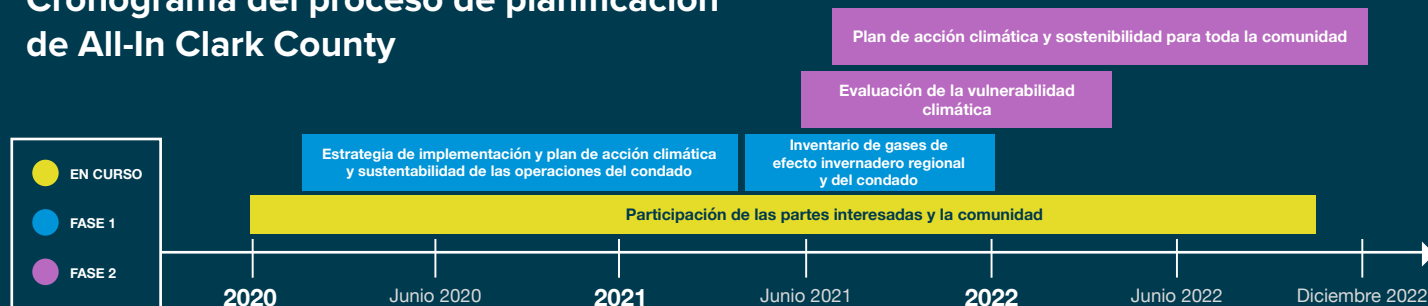 Cronograma del proceso de planificación
de All-In Clark County
Plan de acción climática y sostenibilidad para toda la comunidad
Evaluación de la vulnerabilidad
climática
Estrategia de implementación y plan de acción climática
y sustentabilidad de las operaciones del condado
Inventario de gases de
efecto invernadero regional
y del condado
Participación de las partes interesadas y la comunidad
EN CURSO
FASE 1
FASE 2
2020
Junio 2020
2021
Junio 2021
2022
Junio 2022
Diciembre 2022